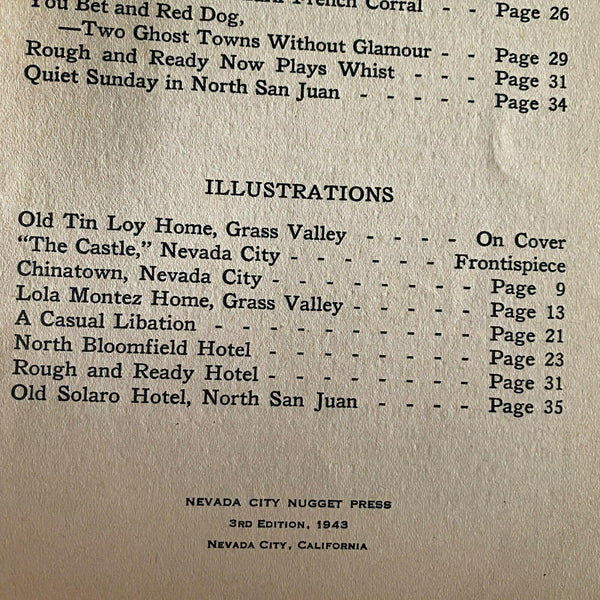 French Corral - - Page 26
You Bet and Red Dog,
—Two Ghost Towns Without Glamour - - Page 29
Rough and Ready Now Plays Whist - - - Page 31
Quiet Sunday in North San Juan - - - - - Page 34
ILLUSTRATIONS
Old Tin Loy Home, Grass Valley - - - - On Cover
"The Castle," Nevada City - - - - - - Frontispiece
Chinatown, Nevada City - - - - - - - - - Page 9
Lola Montez Home, Grass Valley - - - - - - Page 13
A Casual Libation - - - - - - - - - - - Page 21
North Bloomfield Hotel - - - - - - - - - Page 23
Rough and Ready Hotel - - - - - - - - - Page 31
Old Solaro Hotel, North San Juan - - - - - Page 35
NEVADA CITY NUGGET PRESS
3RD EDITION, 1943
NEVADA CITY, CALIFORNIA